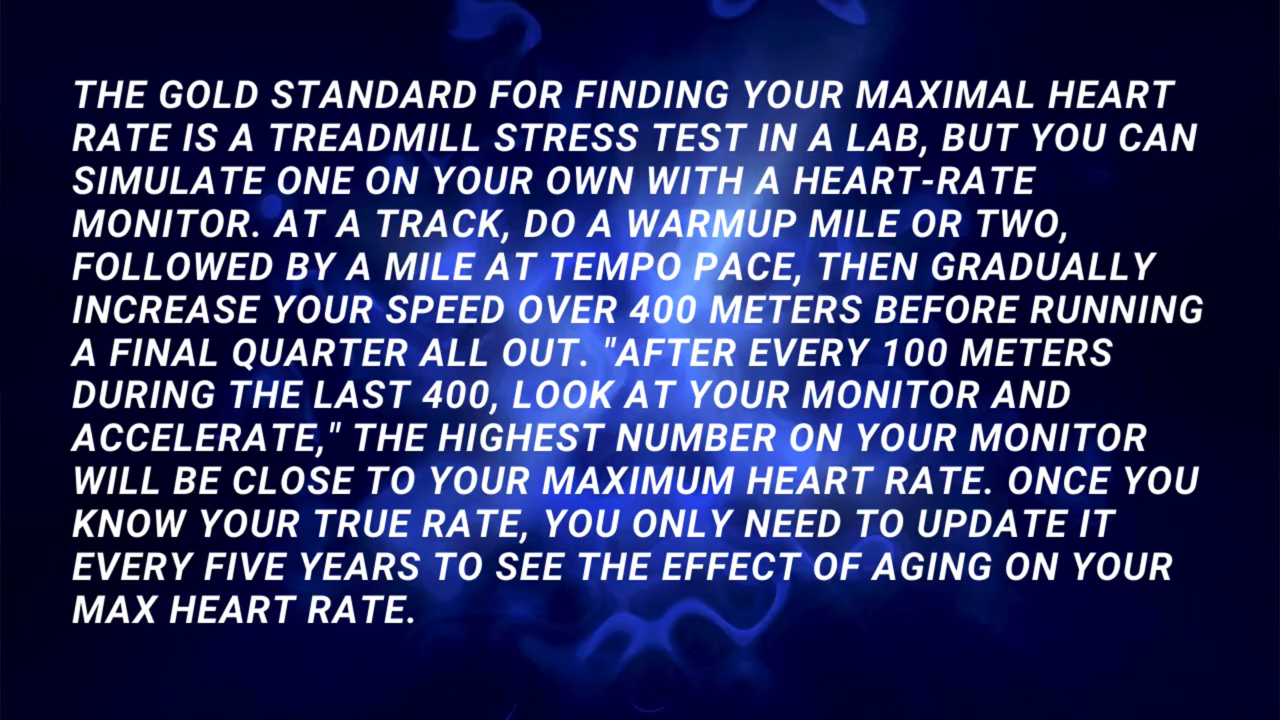 THE GOLD STANDARD FOR FINDING YOUR MAXIMAL HEART
RATE IS A TREADMILL STRESS TEST IN A LAB, BUT YOU CAN
SIMULATE ONE ON YOUR OWN WITH A HEART-RATE
MONITOR. AT A TRACK, DO A WARMUP MILE OR TWO,
FOLLOWED BY A MILE AT TEMPO PACE, THEN GRADUALLY
INCREASE YOUR SPEED OVER 400 METERS BEFORE RUNNING
A FINAL QUARTER ALL OUT. "AFTER EVERY 100 METERS
DURING THE LAST 400, LOOK AT YOUR MONITOR AND
ACCELERATE," THE HIGHEST NUMBER ON YOUR MONITOR
WILL BE CLOSE TO YOUR MAXIMUM HEART RATE. ONCE YOU
KNOW YOUR TRUE RATE, YOU ONLY NEED TO UPDATE IT
EVERY FIVE YEARS TO SEE THE EFFECT OF AGING ON YOUR
MAX HEART RATE.